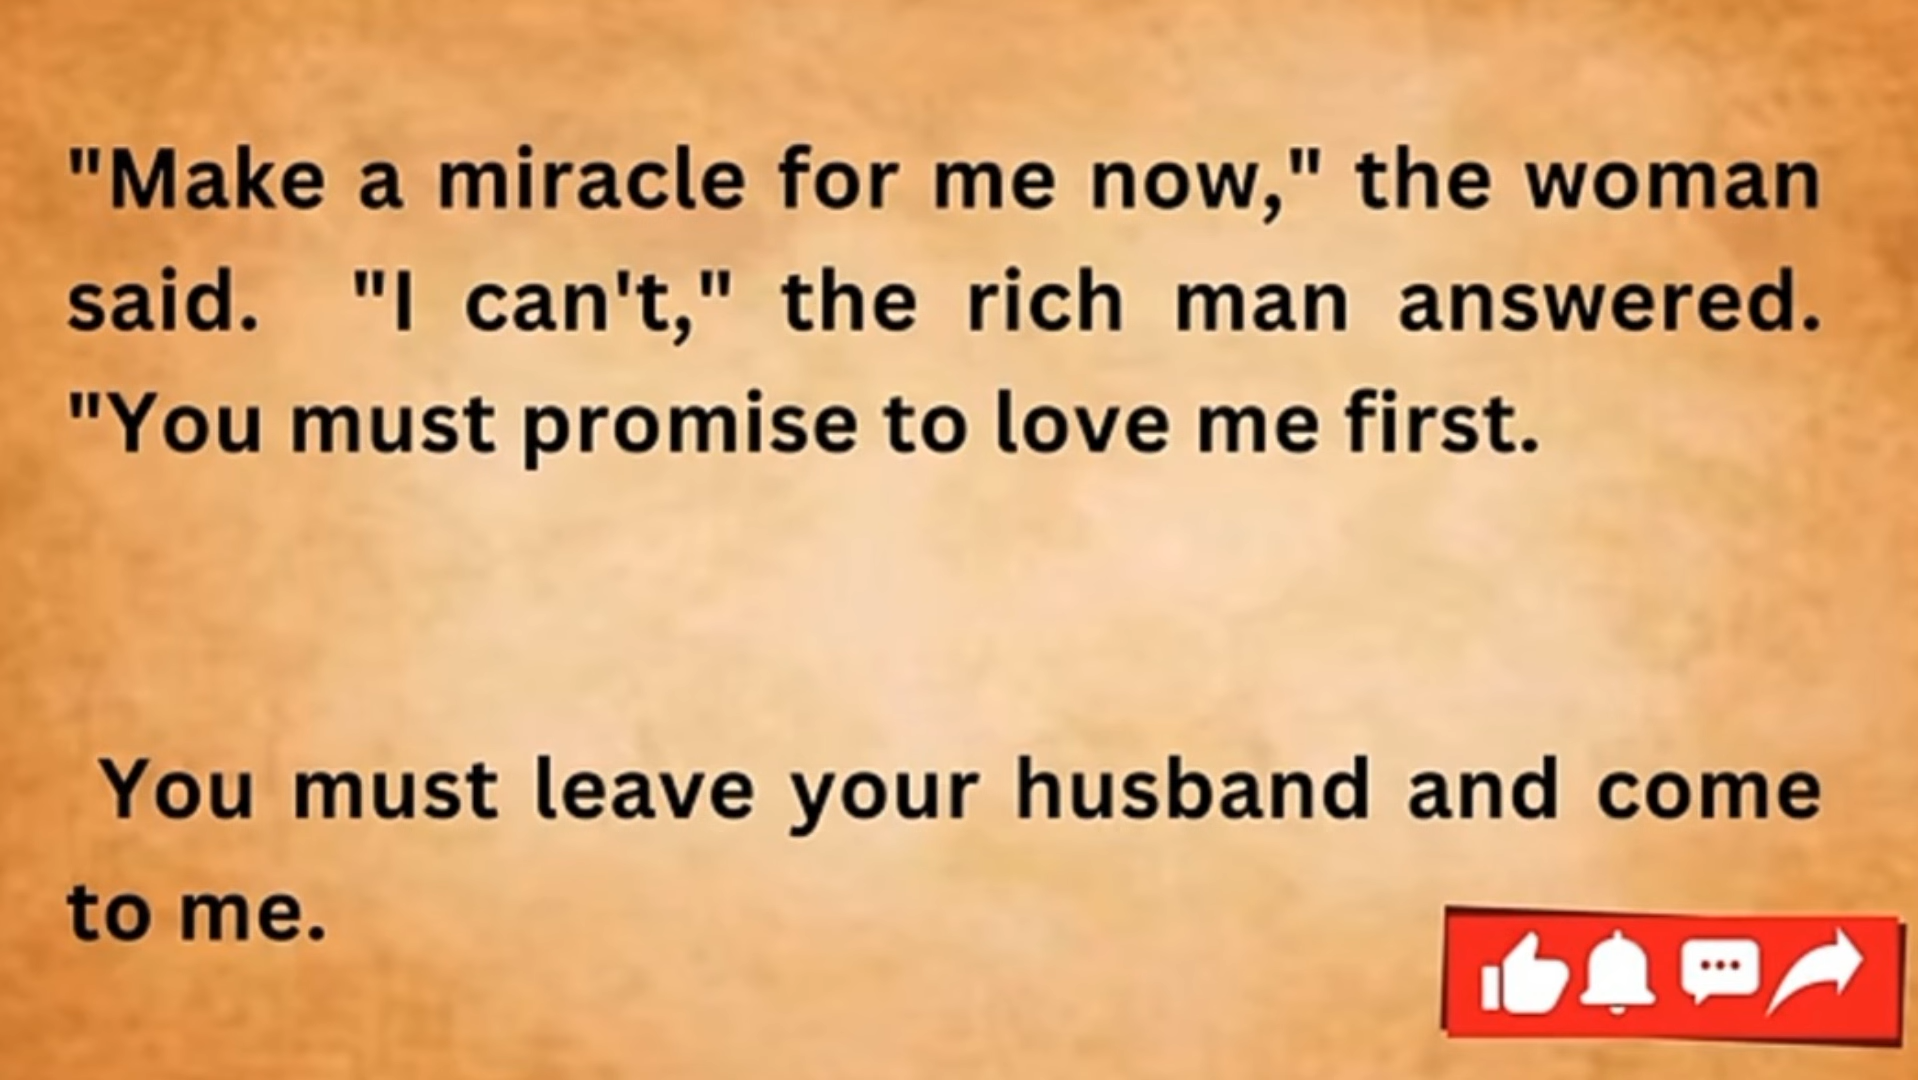 "Make a miracle for me now," the woman
said. "I can't," the rich man answered.
"You must promise to love me first.
You must leave your husband and come
to me.